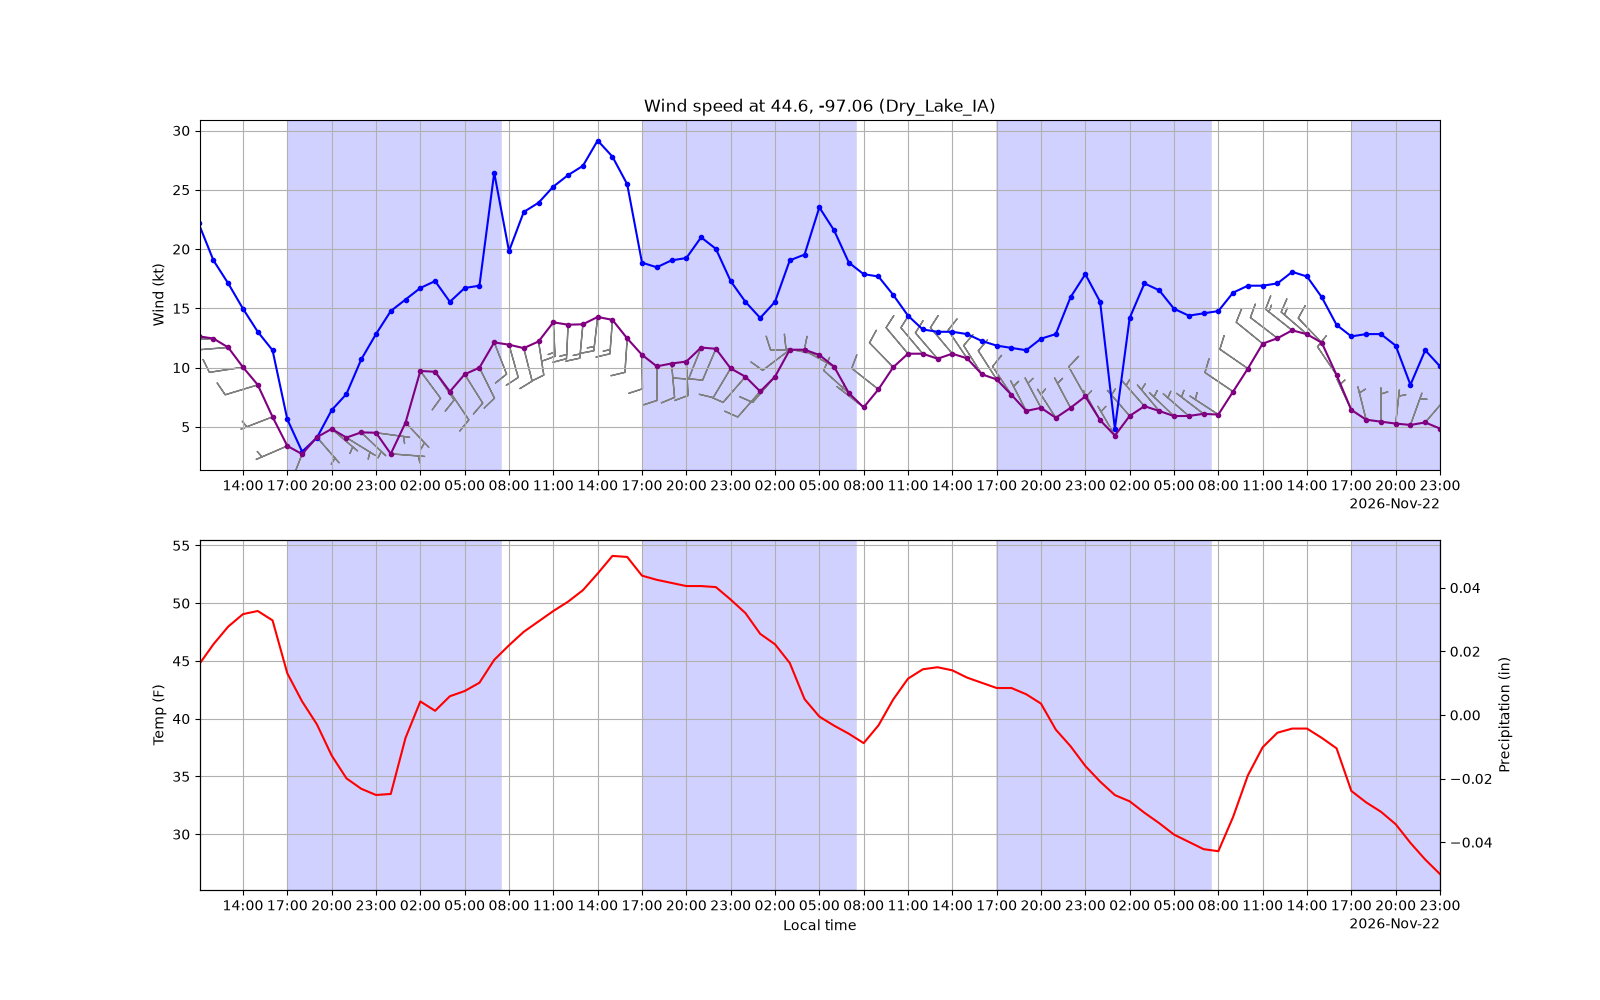 Wind speed at 44.6, -97.06 (Dry_Lake_IA)
30
25
20
15
10
5
Wind (kt)
14:00 17:00 20:00 23:00 02:00 05:00 08:00 11:00 14:00 17:00 20:00 23:00 02:00 05:00 08:00 11:00 14:00 17:00 20:00 23:00 02:00 05:00 08:00 11:00 14:00 17:00 20:00 23:00
2026-Nov-22
55
50
45
40
35
30
Temp (F)
0.04
0.02
0.00
−0.02
−0.04
Precipitation (in)
14:00 17:00 20:00 23:00 02:00 05:00 08:00 11:00 14:00 17:00 20:00 23:00 02:00 05:00 08:00 11:00 14:00 17:00 20:00 23:00 02:00 05:00 08:00 11:00 14:00 17:00 20:00 23:00
Local time
2026-Nov-22